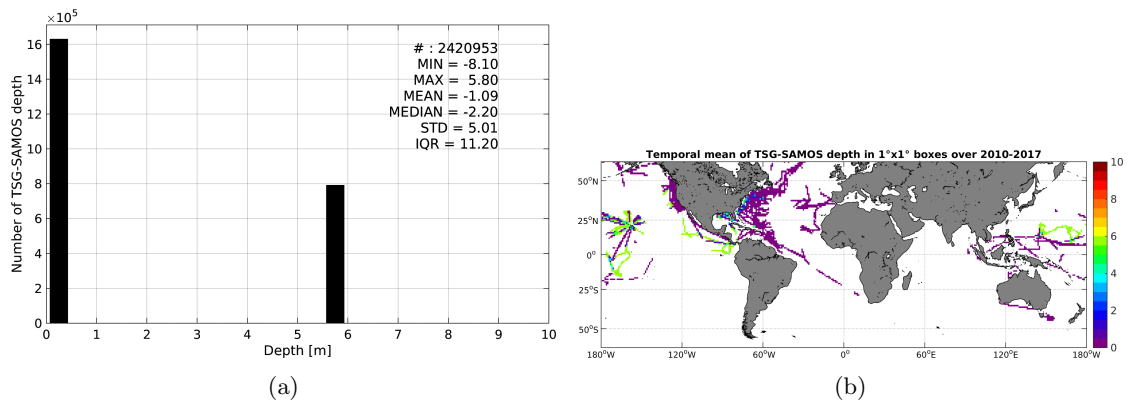 ×10⁵
16
14
12
10
8
6
4
2
0
Number of TSG-SAMOS depth
# : 2420953
MIN = -8.10
MAX = 5.80
MEAN = -1.09
MEDIAN = -2.20
STD = 5.01
IQR = 11.20
0 1 2 3 4 5 6 7 8 9 10
Depth [m]
(a)
Temporal mean of TSG-SAMOS depth in 1°x1° boxes over 2010-2017
50°N
25°N
0°
25°S
50°S
180°W 120°W 60°W 0° 60°E 120°E 180°W
10
8
6
4
2
0
(b)